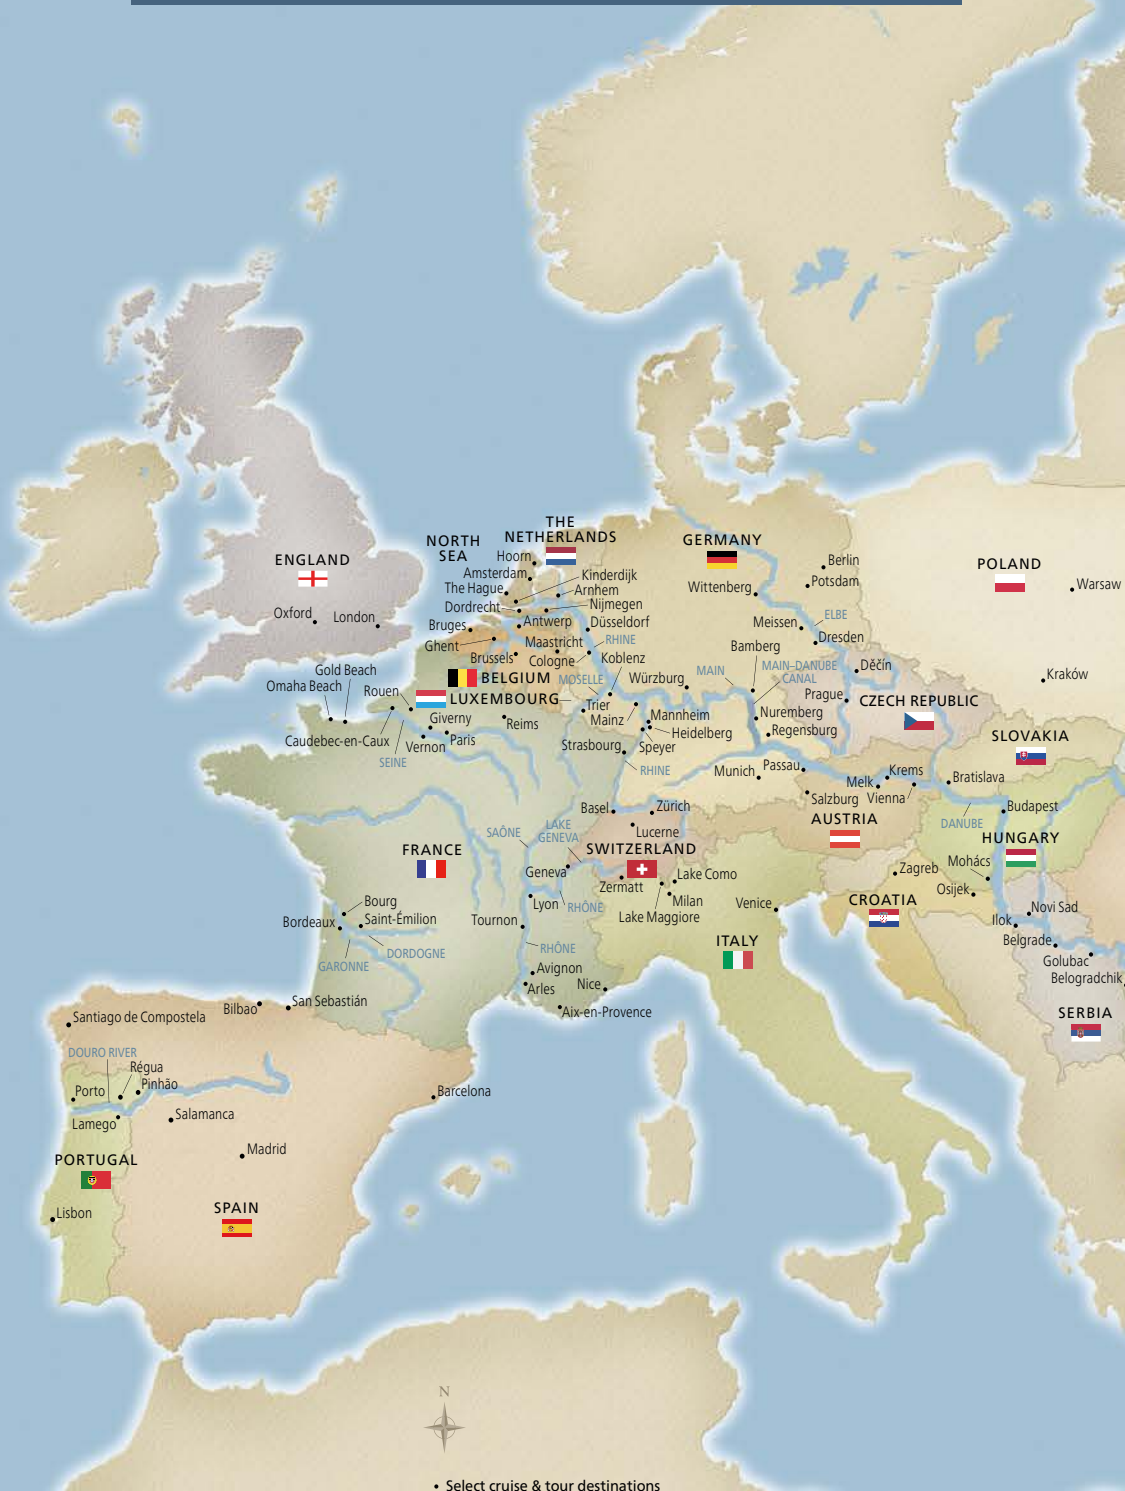 THE
NETHERLANDS
NORTH
SEA
GERMANY
Hoorn
ENGLAND
Berlin
POLAND
Amsterdam
Kinderdijk
Potsdam
Warsaw
The Hague
Arnhem
Wittenberg
Dordrecht
Nijmegen
Oxford
London
ELBE
Bruges
Antwerp
Düsseldorf
Meissen
Ghent
Maastricht
RHINE
Dresden
Bamberg
Brussels
Cologne
Koblenz
Gold Beach
MAIN
MAIN–DANUBE
CANAL
Děčín
Kraków
Omaha Beach
Rouen
BELGIUM
MOSELLE
Würzburg
LUXEMBOURG
Prague
CZECH REPUBLIC
Trier
Giverny
Reims
Mainz
Mannheim
Nuremberg
Heidelberg
Regensburg
Caudebec-en-Caux
Vernon
Paris
Strasbourg
Speyer
SLOVAKIA
SEINE
RHINE
Munich
Passau
Krems
Melk
Bratislava
Salzburg
Vienna
Basel
Zürich
Budapest
AUSTRIA
DANUBE
SAÔNE
LAKE
GENEVA
Lucerne
HUNGARY
FRANCE
SWITZERLAND
Mohács
Geneva
Lake Como
Zagreb
Zermatt
Osijek
Bourg
Lyon
RHÔNE
Milan
Venice
CROATIA
Novi Sad
Lake Maggiore
Bordeaux
Saint-Émilion
Tournon
Ilok
ITALY
Belgrade
DORDOGNE
RHÔNE
Golubac
GARONNE
Avignon
Belogradchik
Arles
Nice
Bilbao
San Sebastián
Aix-en-Provence
SERBIA
Santiago de Compostela
DOURO RIVER
Régua
Pinhão
Porto
Barcelona
Lamego
Salamanca
Madrid
PORTUGAL
Lisbon
SPAIN
N
• Select cruise & tour destinations